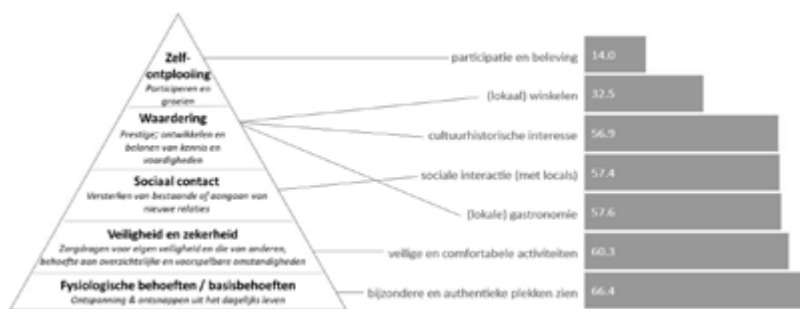 Zelf-
ontplooiing
Participeren en
groeien
Waardering
Prestige; ontwikkelen en
belonen van kennis en
vaardigheden
Sociaal contact
Versterken van bestaande of aangaan van
nieuwe relaties
Veiligheid en zekerheid
Zorgdragen voor eigen veiligheid en die van anderen,
behoefte aan overzichtelijke en voorspelbare omstandigheden
Fysiologische behoeften / basisbehoeften
Ontspanning & ontsnappen uit het dagelijks leven
participatie en beleving 14.0
(lokaal) winkelen 32.5
cultuurhistorische interesse 56.9
sociale interactie (met locals) 57.4
(lokale) gastronomie 57.6
veilige en comfortabele activiteiten 60.3
bijzondere en authentieke plekken zien 66.4